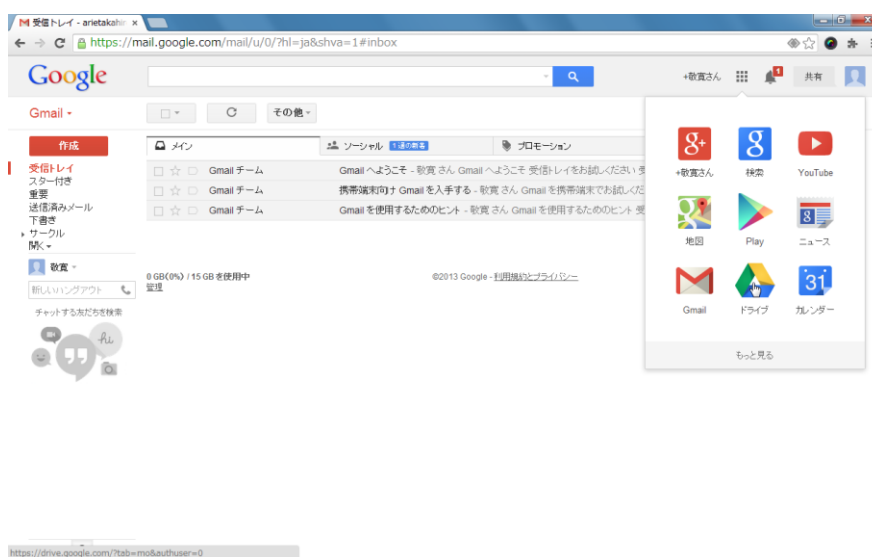 受信トレイ - arietakahir
https://mail.google.com/mail/u/0/?hl=ja&shva=1#inbox
Google
+敬寛さん
1
共有
Gmail
その他
作成
メイン
ソーシャル 1 通の新着
プロモーション
受信トレイ
スター付き
重要
送信済みメール
下書き
サークル
開く
Gmail チーム
Gmail へようこそ - 敬寛 さん Gmail へようこそ 受信トレイをお試しください
Gmail チーム
携帯端末向け Gmail を入手する - 敬寛 さん Gmail を携帯端末でお試しくだ
Gmail チーム
Gmail を使用するためのヒント - 敬寛 さん Gmail を使用するためのヒント 受
敬寛
新しいハングアウト
チャットする友だちを検索
hi
0 GB(0%) / 15 GB を使用中
管理
©2013 Google - 利用規約とプライバシー
g+
+敬寛さん
8
検索
YouTube
g
地図
Play
8
ニュース
Gmail
ドライブ
31
カレンダー
もっと見る
https://drive.google.com/?tab=mo&authuser=0